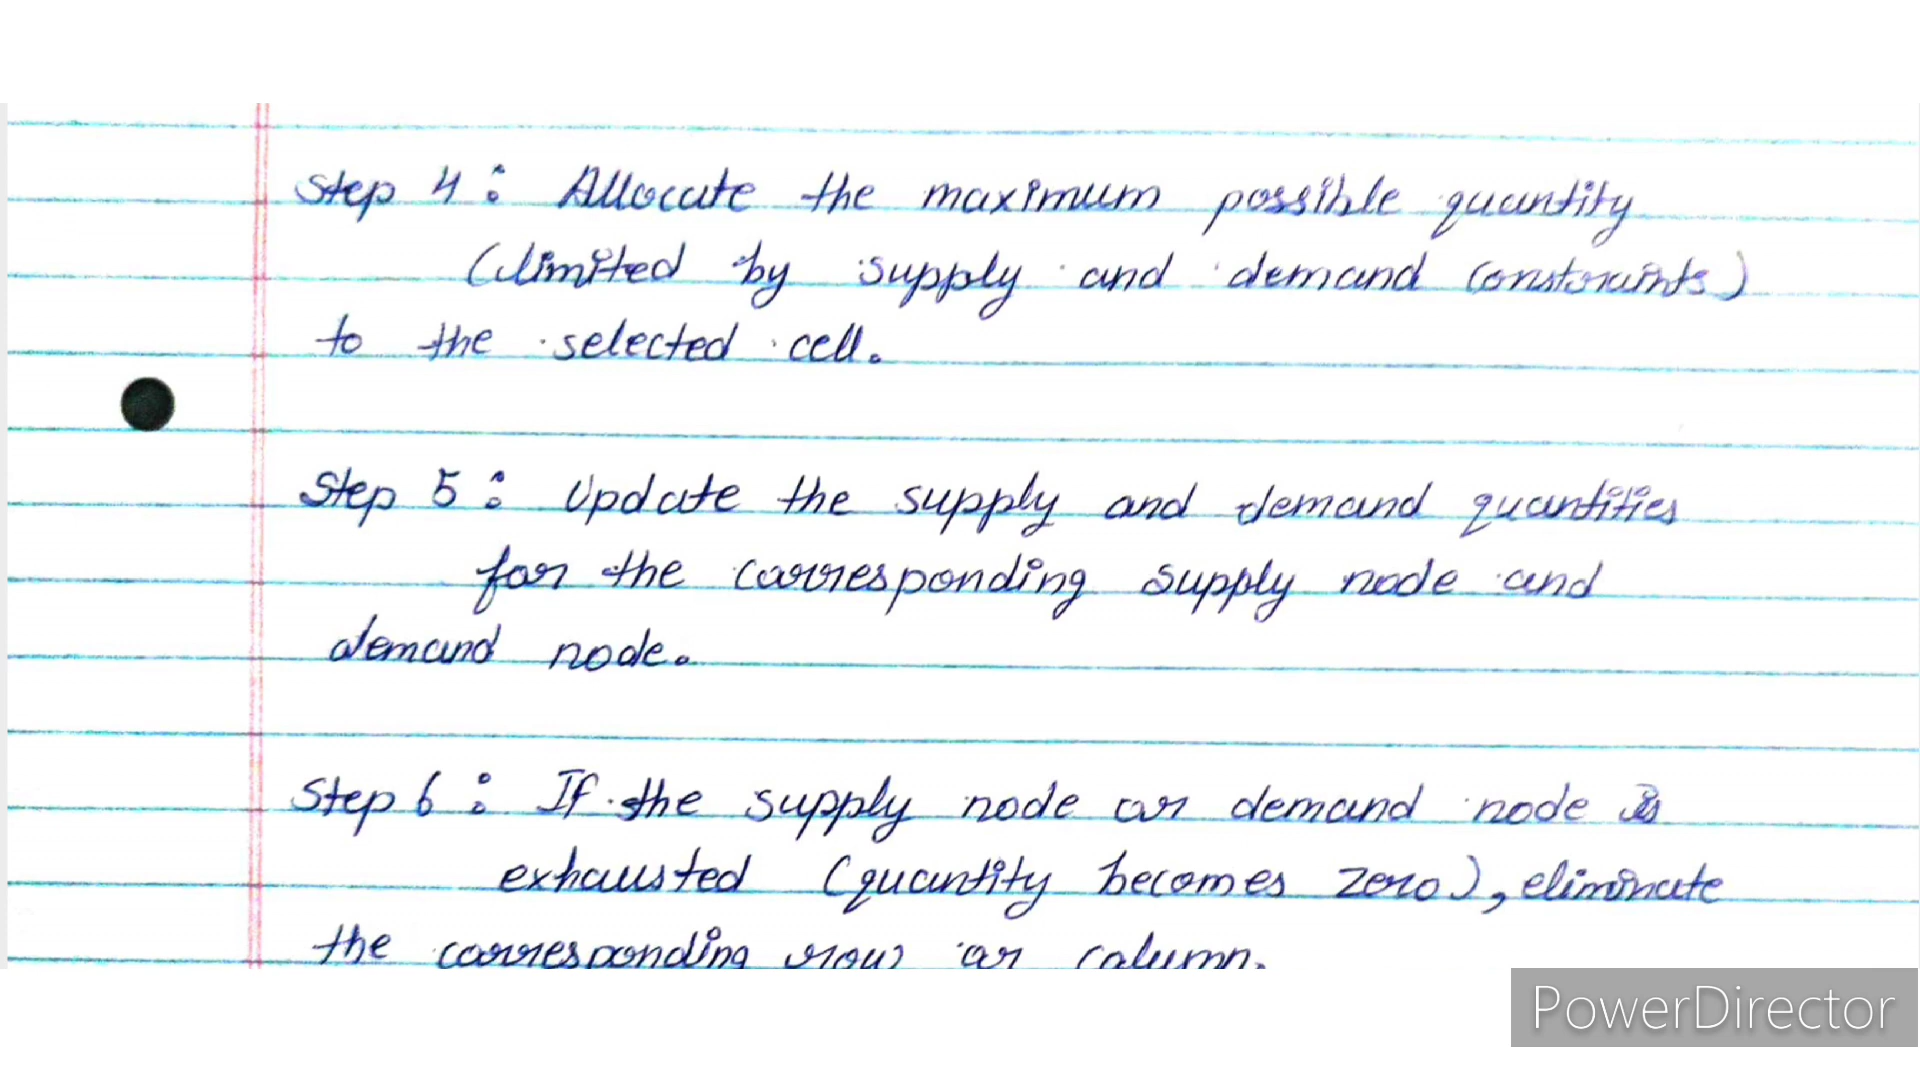 Step 4 : Allocate the maximum possible quantity
(limited by supply and demand constraints)
to the selected cell.
Step 5 : Update the supply and demand quantities
for the corresponding supply node and
demand node.
Step 6 : If the supply node or demand node is
exhausted (quantity becomes zero), eliminate
the corresponding row or column.
PowerDirector